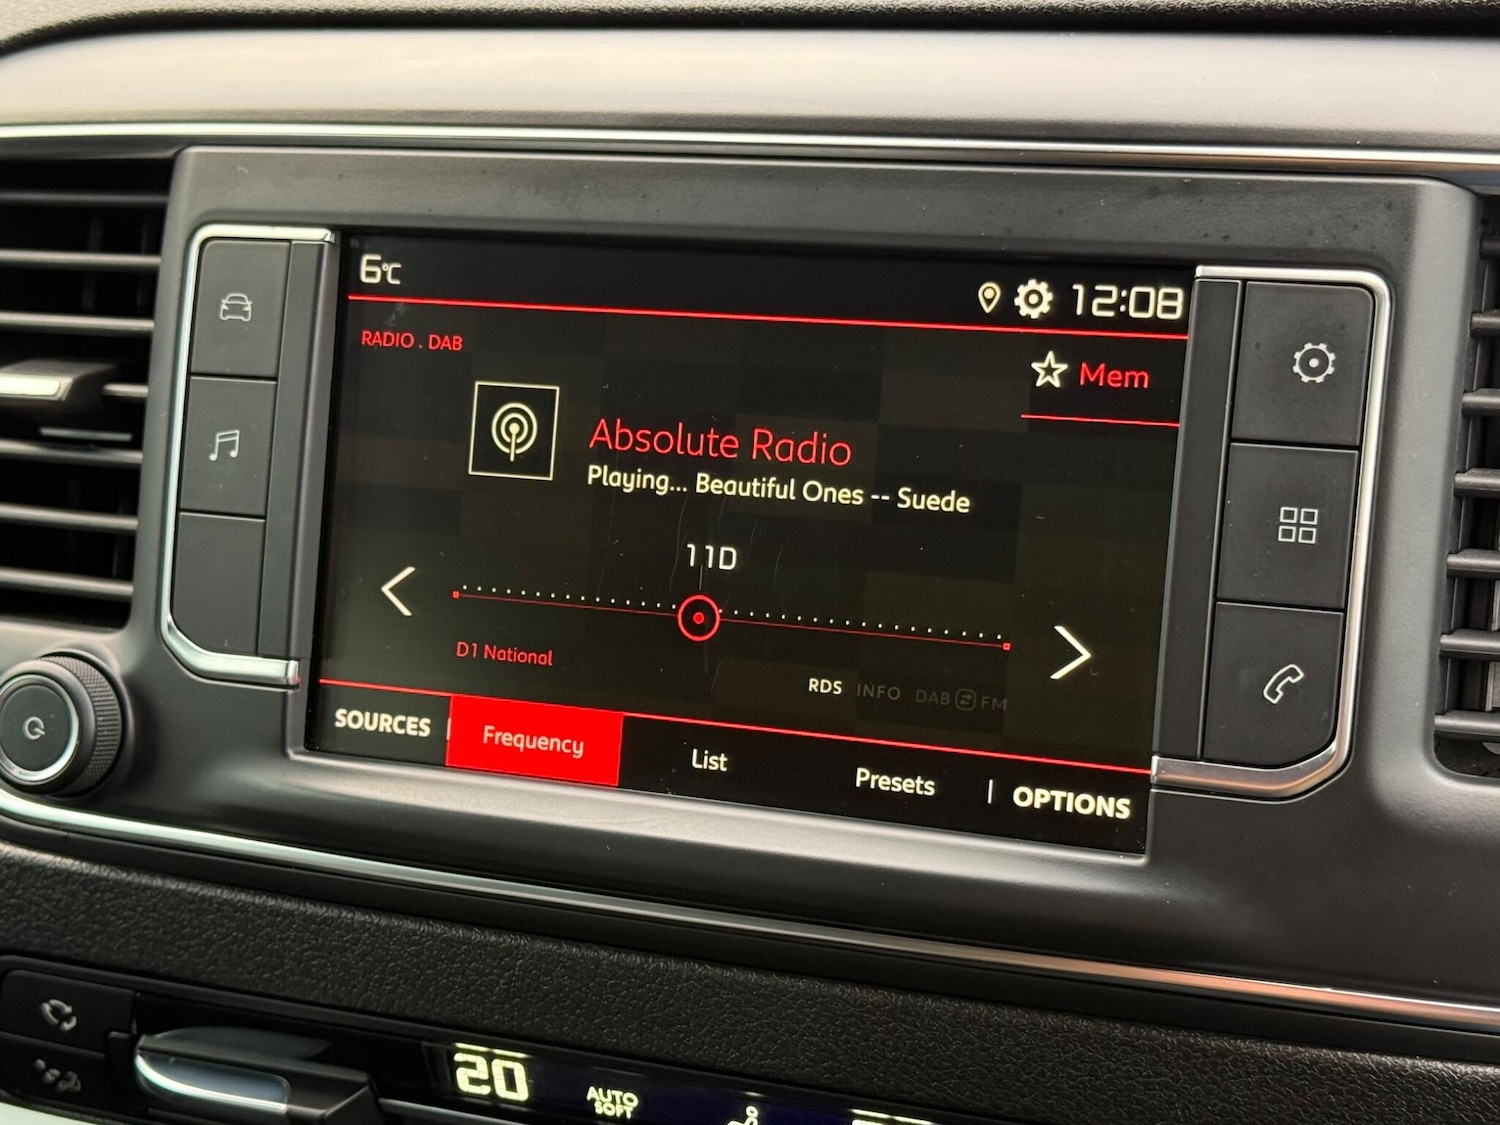 6°C
12:08
RADIO . DAB
Mem
Absolute Radio
Playing... Beautiful Ones -- Suede
11D
D1 National
RDS INFO DAB FM
SOURCES Frequency List Presets OPTIONS
20
AUTO
SOFT